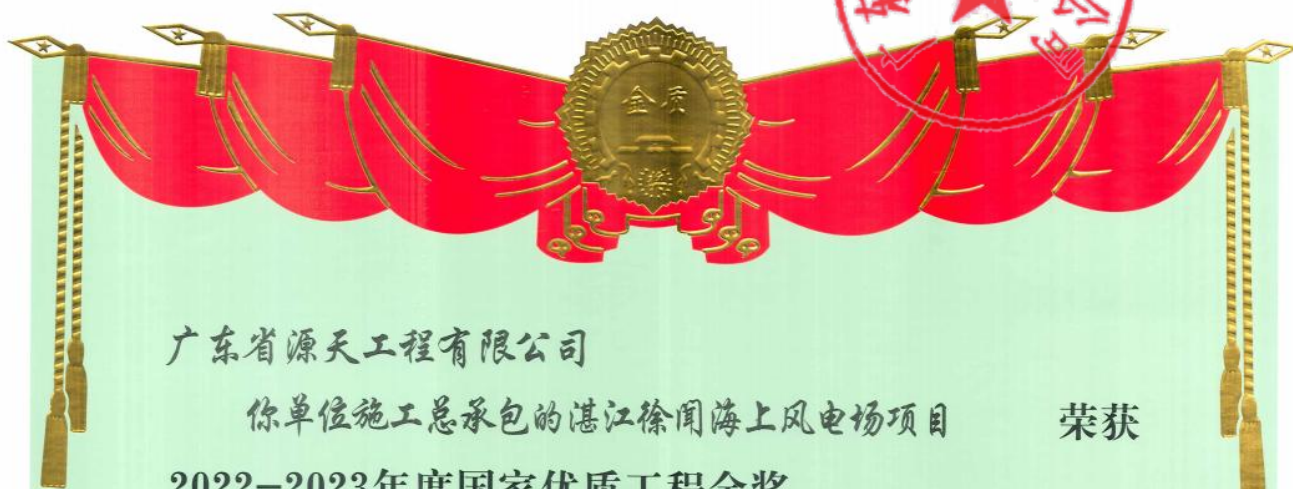 金质
奖
广东省源天工程有限公司
你单位施工总承包的湛江徐闻海上风电场项目 荣获
2022-2023年度国家优质工程金奖